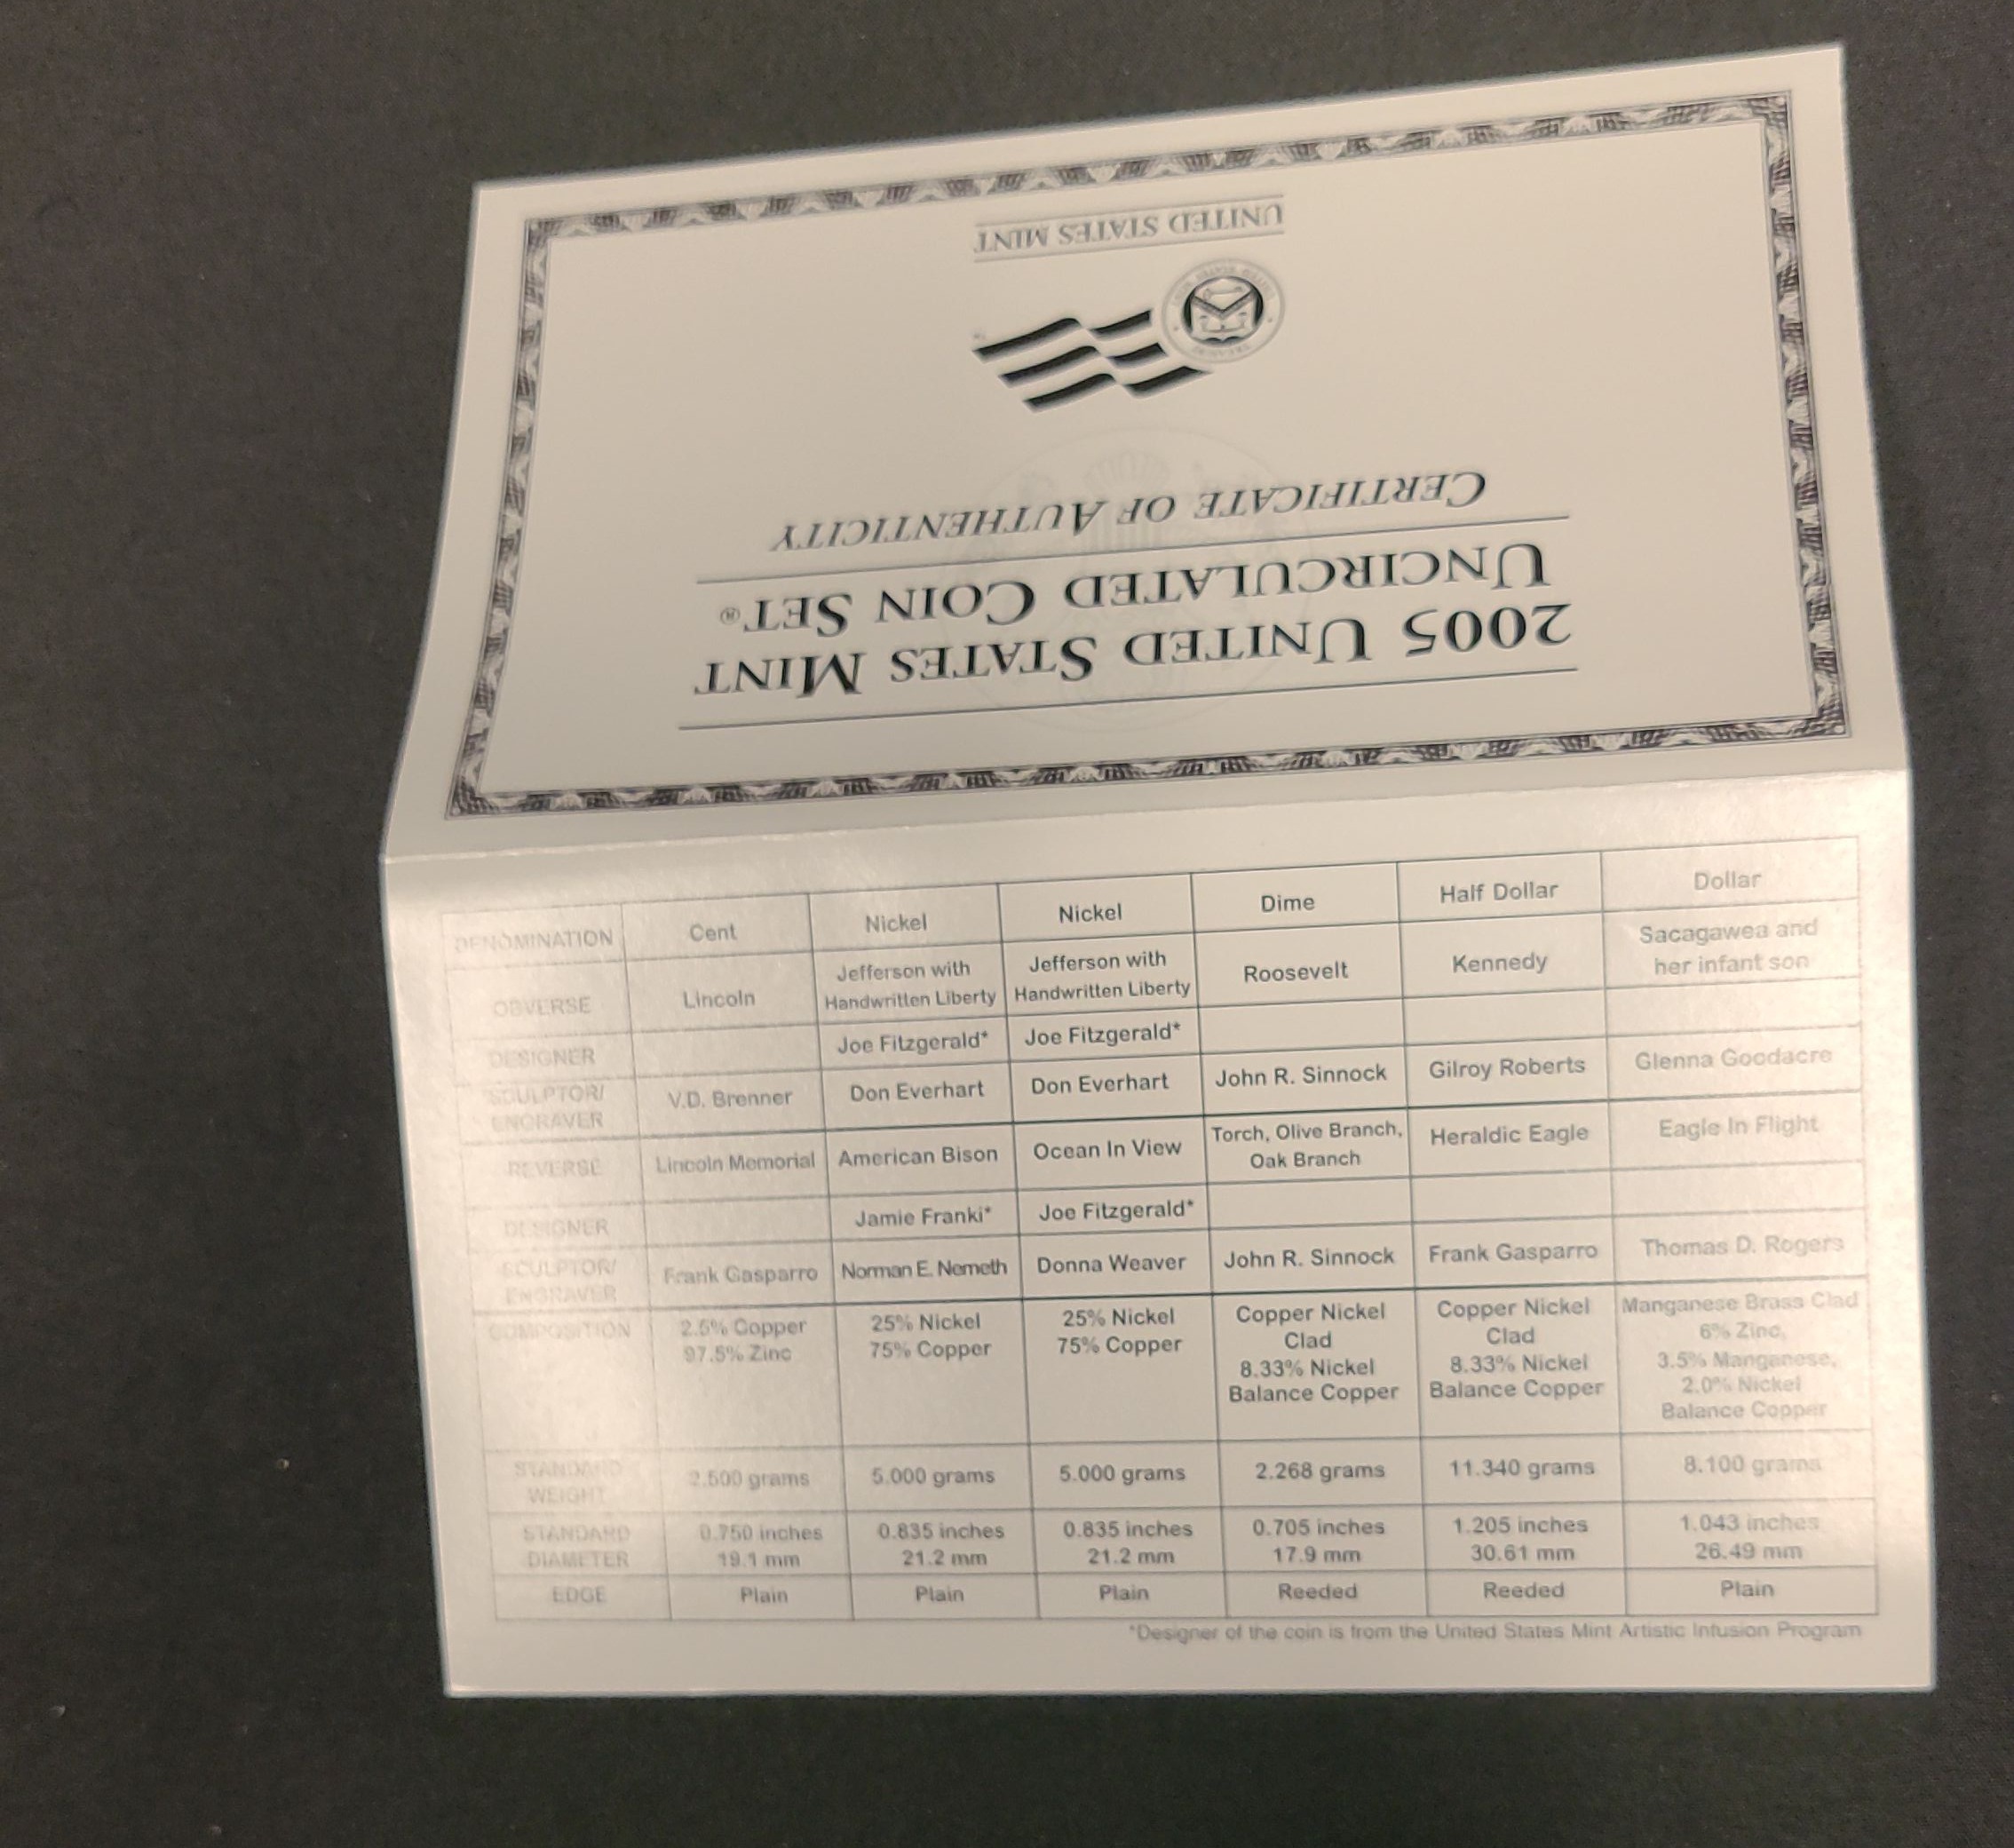 2005 UNITED STATES MINT
UNCIRCULATED COIN SET®
CERTIFICATE OF AUTHENTICITY
UNITED STATES MINT
DENOMINATION Cent Nickel Nickel Dime Half Dollar Dollar
OBVERSE Lincoln Jefferson with Handwritten Liberty Jefferson with Handwritten Liberty Roosevelt Kennedy Sacagawea and her infant son
DESIGNER Joe Fitzgerald* Joe Fitzgerald*
SCULPTOR/ ENGRAVER V.D. Brenner Don Everhart Don Everhart John R. Sinnock Gilroy Roberts Glenna Goodacre
REVERSE Lincoln Memorial American Bison Ocean In View Torch, Olive Branch, Oak Branch Heraldic Eagle Eagle In Flight
DESIGNER Jamie Franki* Joe Fitzgerald*
SCULPTOR/ ENGRAVER Frank Gasparro Norman E. Nemeth Donna Weaver John R. Sinnock Frank Gasparro Thomas D. Rogers
COMPOSITION 2.5% Copper 97.5% Zinc 25% Nickel 75% Copper 25% Nickel 75% Copper Copper Nickel Clad 8.33% Nickel Balance Copper Copper Nickel Clad 8.33% Nickel Balance Copper Manganese Brass Clad 6% Zinc, 3.5% Manganese, 2.0% Nickel Balance Copper
STANDARD WEIGHT 2.500 grams 5.000 grams 5.000 grams 2.268 grams 11.340 grams 8.100 grams
STANDARD DIAMETER 0.750 inches 19.1 mm 0.835 inches 21.2 mm 0.835 inches 21.2 mm 0.705 inches 17.9 mm 1.205 inches 30.61 mm 1.043 inches 26.49 mm
EDGE Plain Plain Plain Reeded Reeded Plain
*Designer of the coin is from the United States Mint Artistic Infusion Program